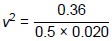 v² = 0.36 / 0.5 × 0.020